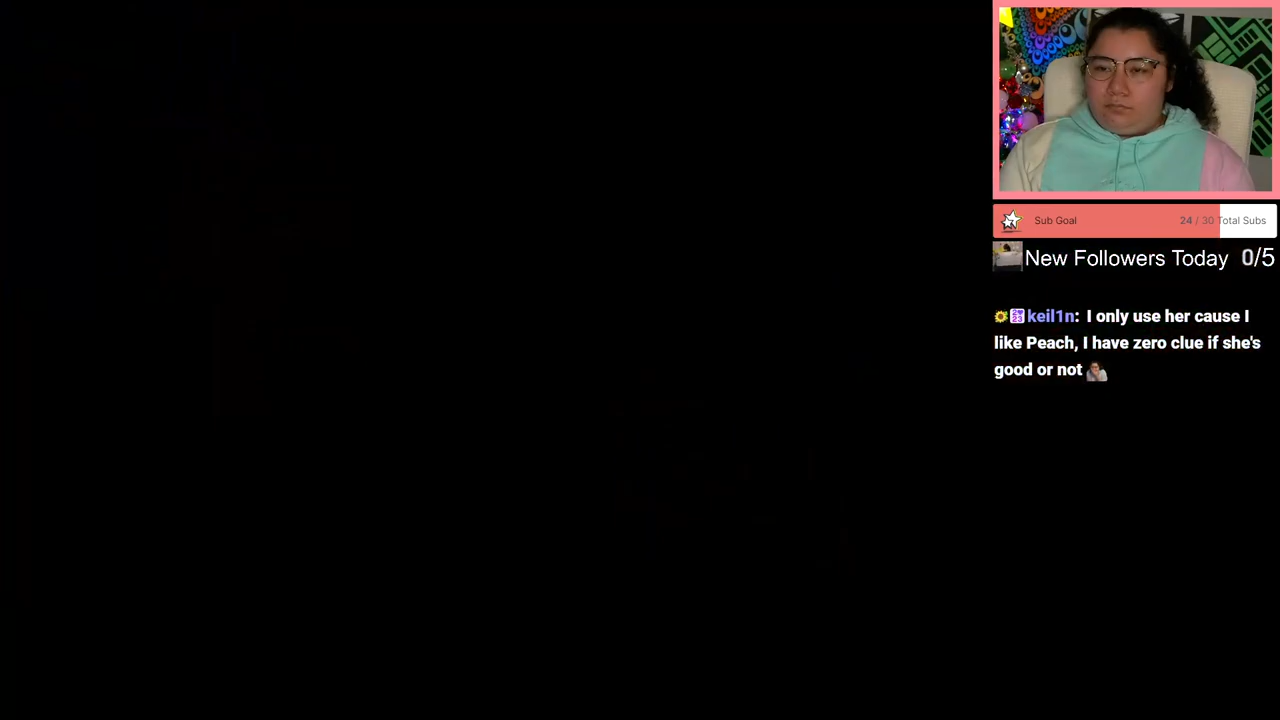 Sub Goal 24 / 30 Total Subs
New Followers Today 0/5
keil1n: I only use her cause I
like Peach, I have zero clue if she's
good or not